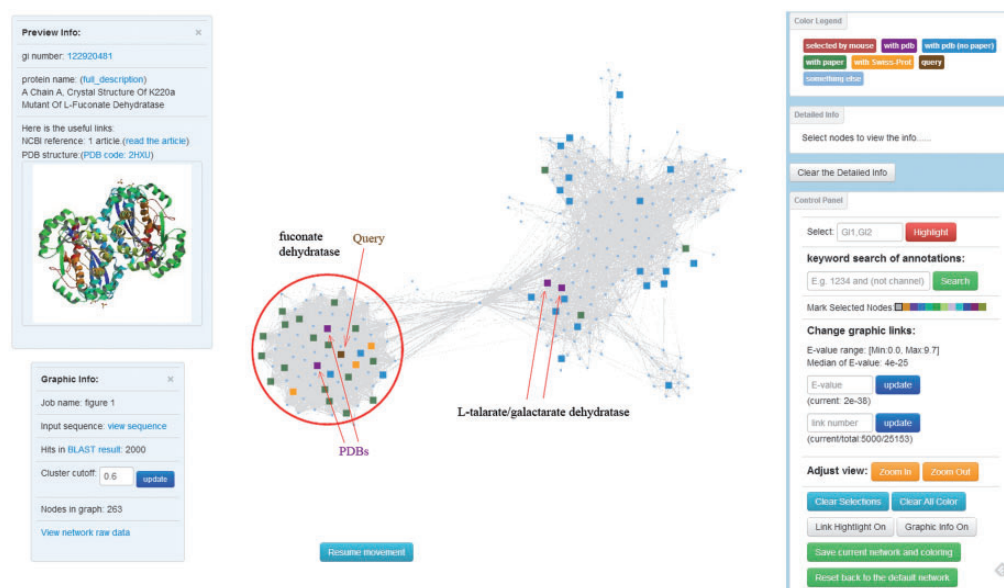 Preview Info: ×
gi number: 122920481
protein name: (full_description)
A Chain A, Crystal Structure Of K220a
Mutant Of L-Fuconate Dehydratase
Here is the useful links:
NCBI reference: 1 article.(read the article)
PDB structure:(PDB code: 2HXU)
Graphic Info: ×
Job name: figure 1
Input sequence: view sequence
Hits in BLAST result: 2000
Cluster cutoff: 0.6 update
Nodes in graph: 263
View network raw data
fuconate
dehydratase
Query
PDBs
L-talarate/galactarate dehydratase
Resume movement
Color Legend
selected by mouse with pdb with pdb (no paper)
with paper with Swiss-Prot query
something else
Detailed Info
Select nodes to view the info......
Clear the Detailed Info
Control Panel
Select: GI1,GI2 Highlight
keyword search of annotations:
E.g. 1234 and (not channel) Search
Mark Selected Nodes:
Change graphic links:
E-value range: [Min:0.0, Max:9.7]
Median of E-value: 4e-25
E-value update
(current: 2e-38)
link number update
(current/total:5000/25153)
Adjust view: Zoom In Zoom Out
Clear Selections Clear All Color
Link Hightlight On Graphic Info On
Save current network and coloring
Reset back to the default network